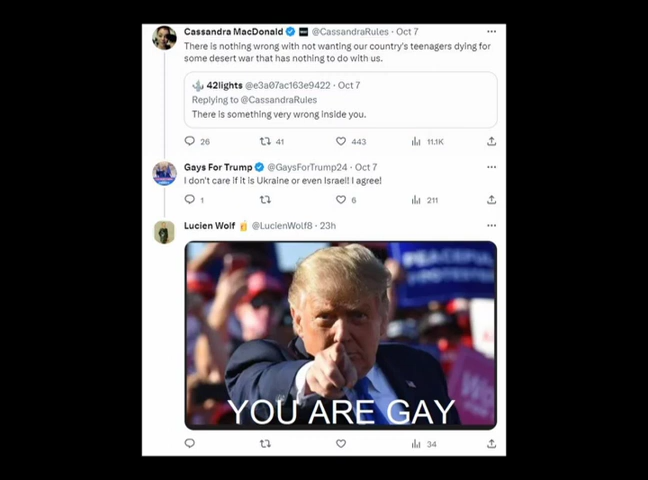 Cassandra MacDonald @CassandraRules · Oct 7
There is nothing wrong with not wanting our country's teenagers dying for
some desert war that has nothing to do with us.
42lights @e3a07ac163e9422 · Oct 7
Replying to @CassandraRules
There is something very wrong inside you.
26 41 443 11.1K
Gays For Trump @GaysForTrump24 · Oct 7
I don't care if it is Ukraine or even Israel! I agree!
1 6 211
Lucien Wolf @LucienWolf8 · 23h
PEACEFUL
PROTESTER
YOU ARE GAY
34